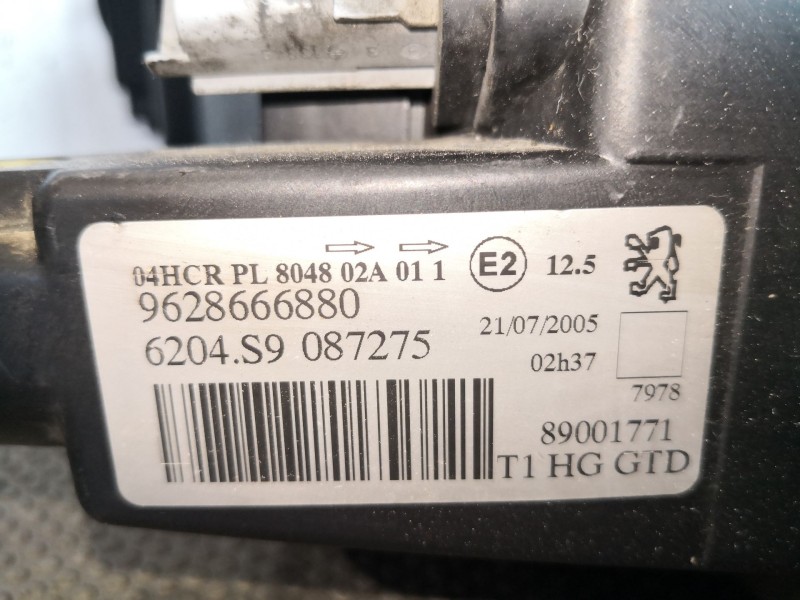 04HCR PL 8048 02A 01 1 E2 12.5
9628666880
21/07/2005
6204.S9 087275
02h37
7978
89001771
T1 HG GTD